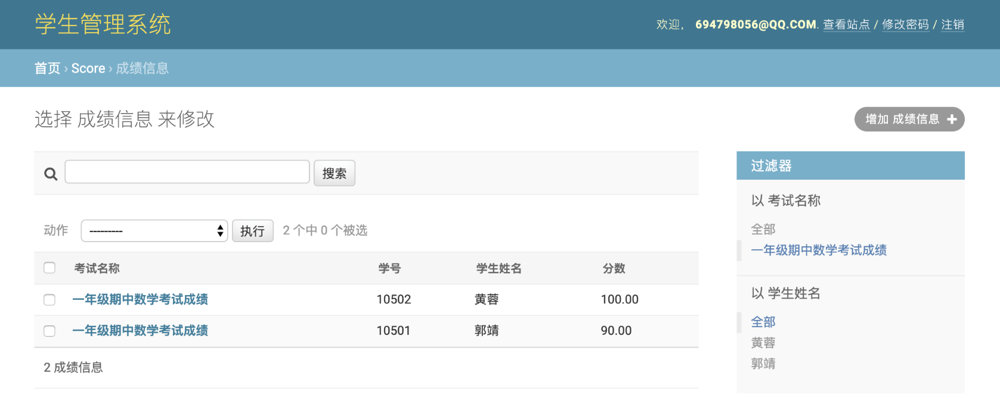 学生管理系统
欢迎, 694798056@QQ.COM. 查看站点 / 修改密码 / 注销
首页 › Score › 成绩信息
选择 成绩信息 来修改
增加 成绩信息 +
搜索
动作 --------- 执行 2 个中 0 个被选
考试名称 学号 学生姓名 分数
一年级期中数学考试成绩 10502 黄蓉 100.00
一年级期中数学考试成绩 10501 郭靖 90.00
2 成绩信息
过滤器
以 考试名称
全部
一年级期中数学考试成绩
以 学生姓名
全部
黄蓉
郭靖